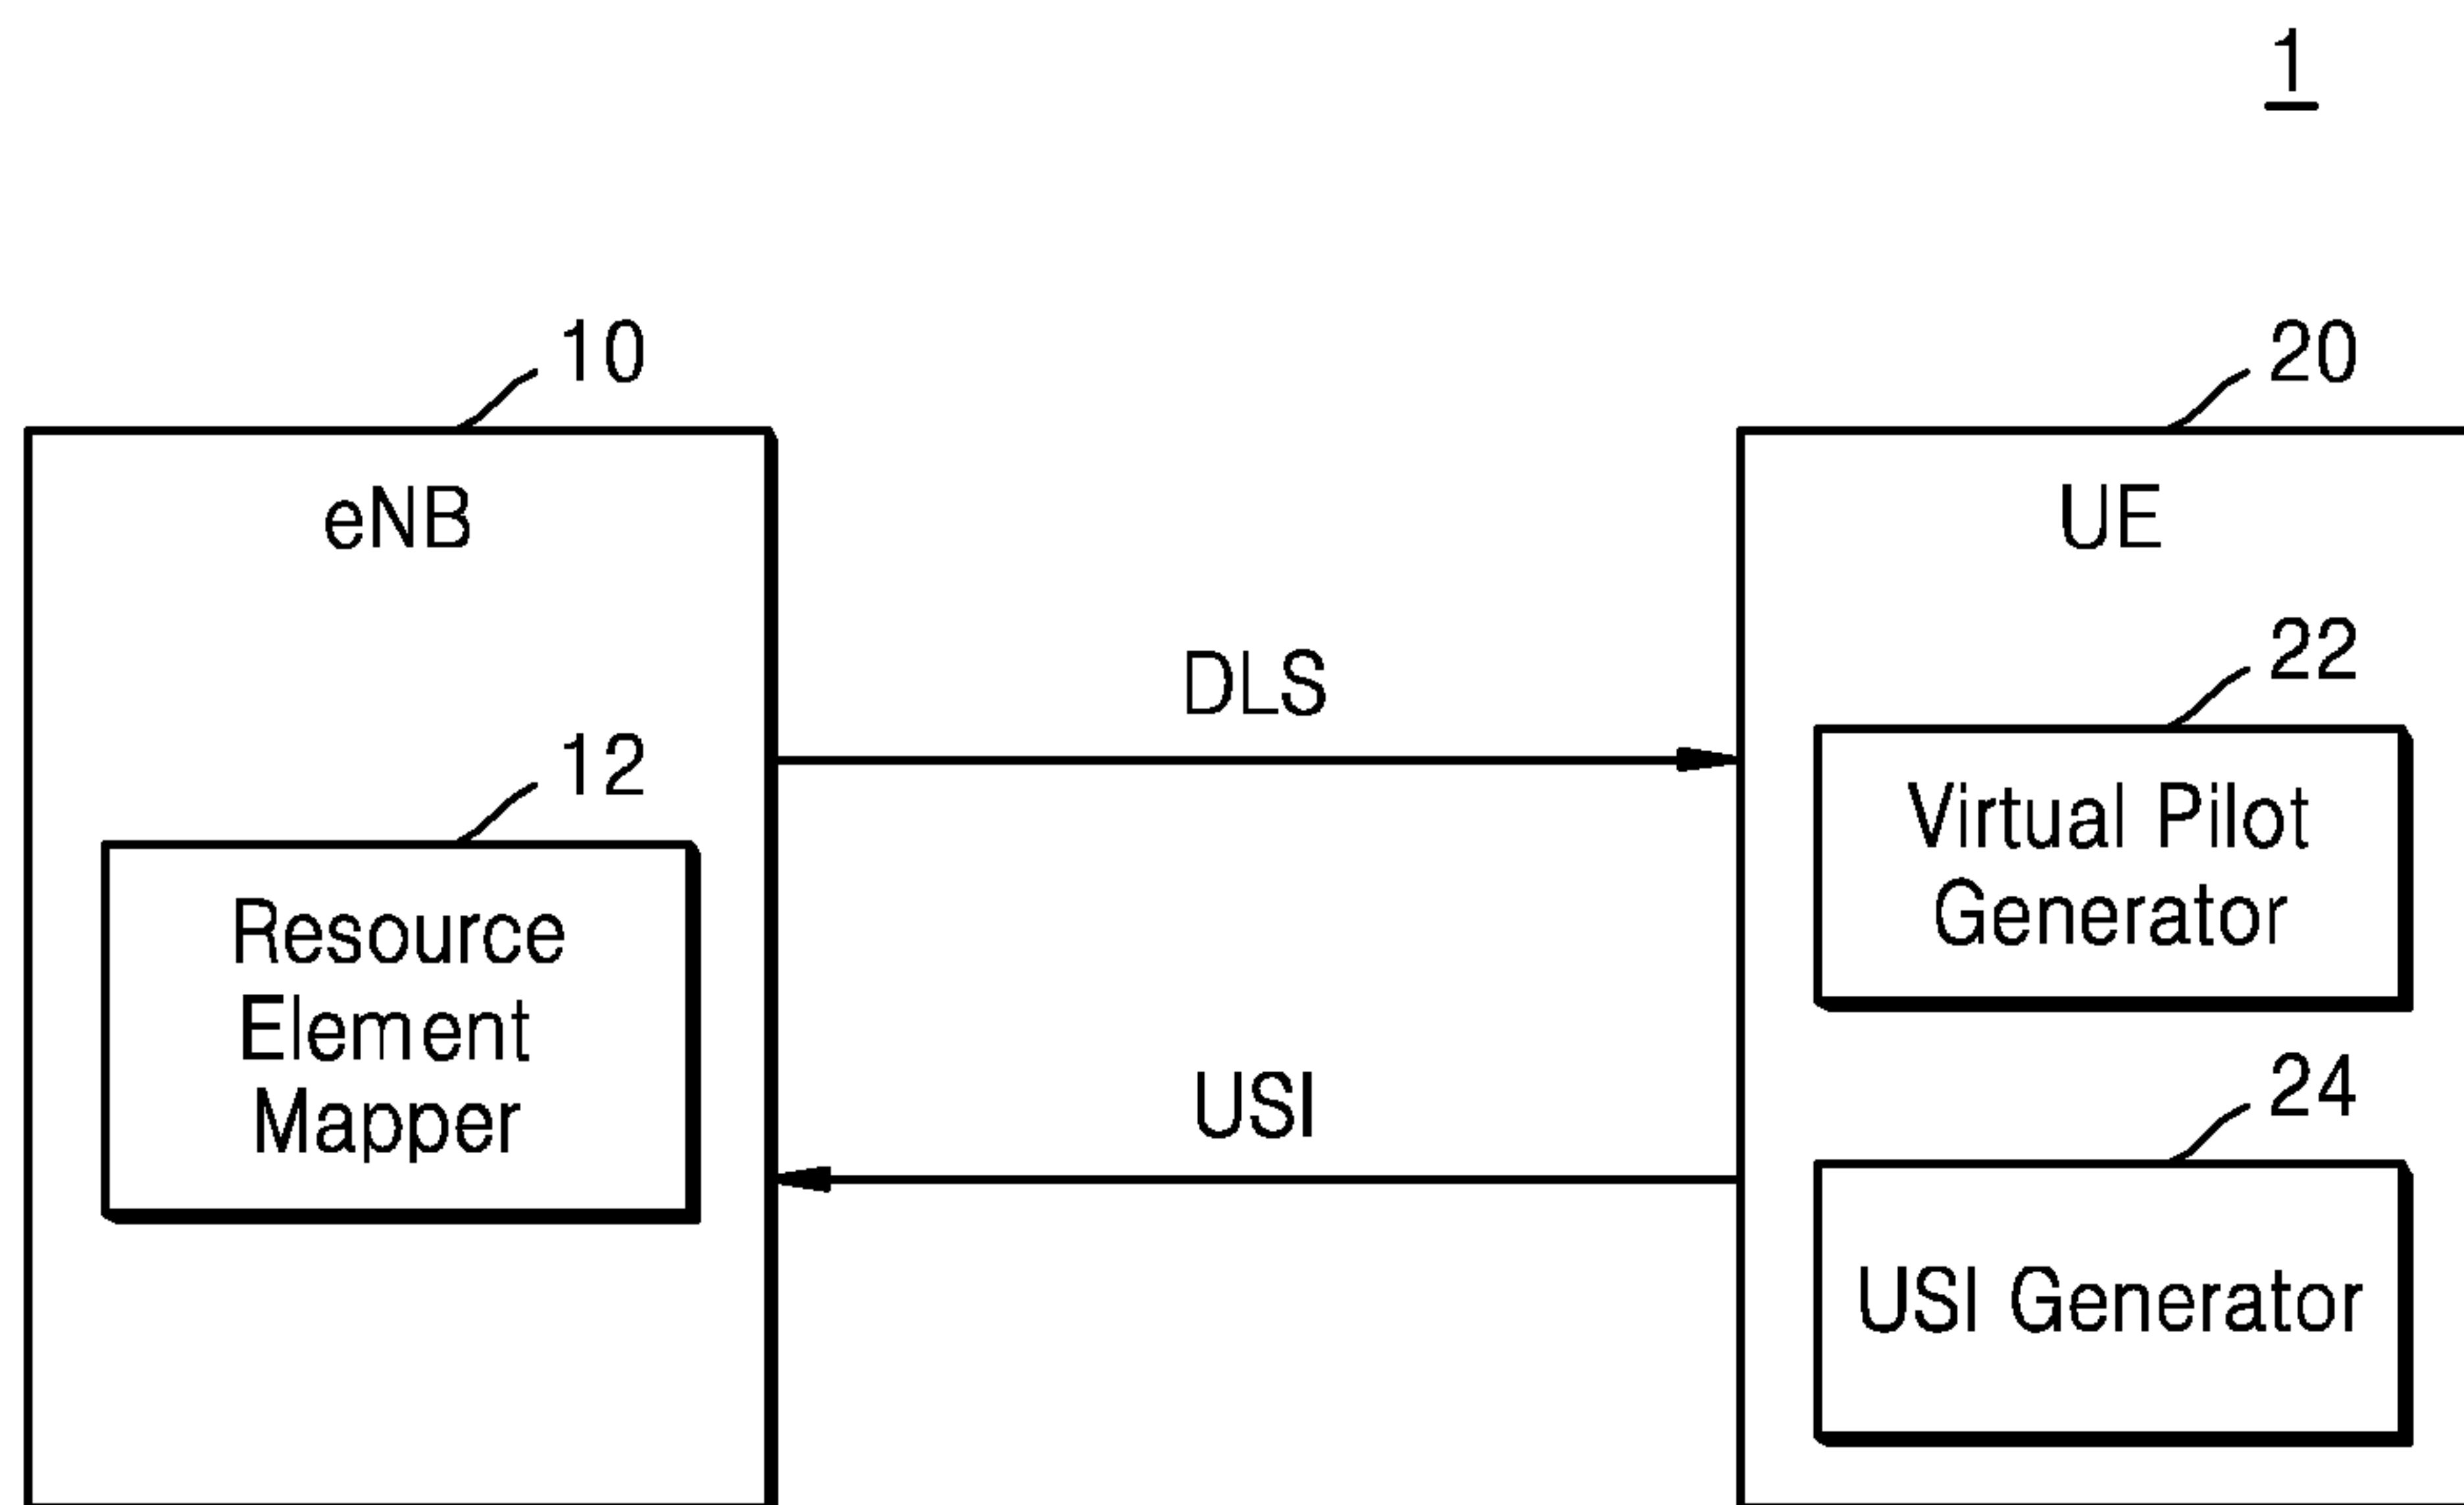 1
10
20
eNB
UE
22
DLS
12
Virtual Pilot
Generator
Resource
Element
Mapper
24
USI
USI Generator